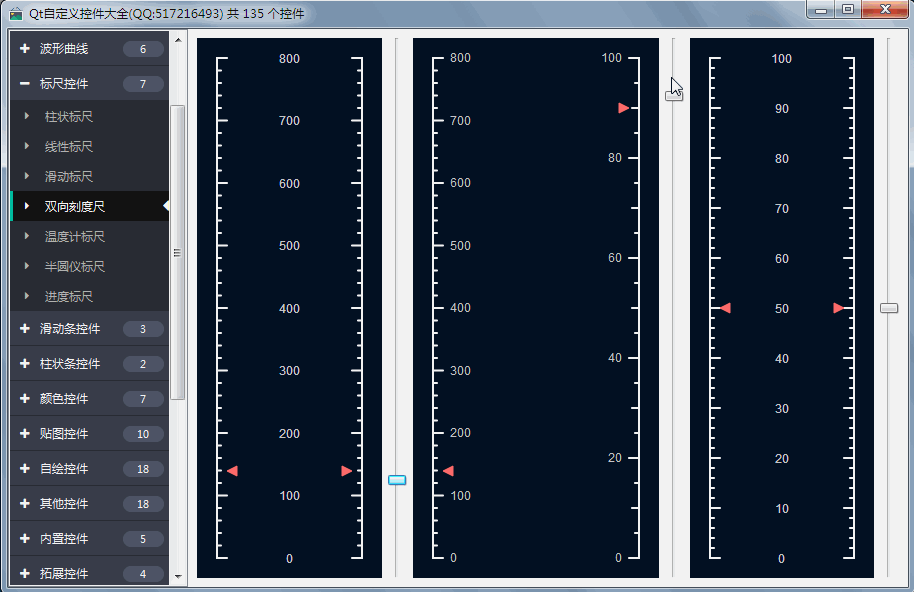 Qt自定义控件大全(QQ:517216493) 共 135 个控件
波形曲线 6
标尺控件 7
柱状标尺
线性标尺
滑动标尺
双向刻度尺
温度计标尺
半圆仪标尺
进度标尺
滑动条控件 3
柱状条控件 2
颜色控件 7
贴图控件 10
自绘控件 18
其他控件 18
内置控件 5
拓展控件 4
800
700
600
500
400
300
200
100
0
800
700
600
500
400
300
200
100
0
100
80
60
40
20
0
100
90
80
70
60
50
40
30
20
10
0